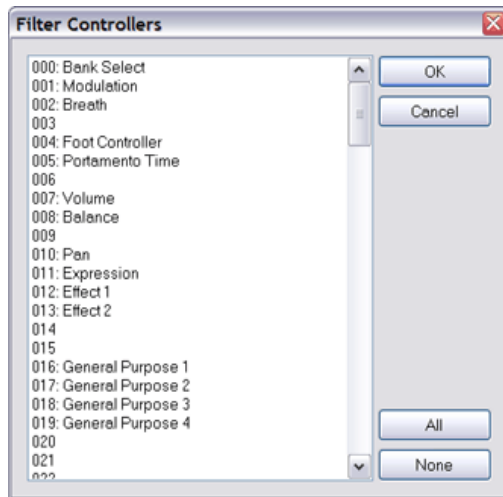 Filter Controllers
000: Bank Select
001: Modulation
002: Breath
003
004: Foot Controller
005: Portamento Time
006
007: Volume
008: Balance
009
010: Pan
011: Expression
012: Effect 1
013: Effect 2
014
015
016: General Purpose 1
017: General Purpose 2
018: General Purpose 3
019: General Purpose 4
020
021
OK
Cancel
All
None